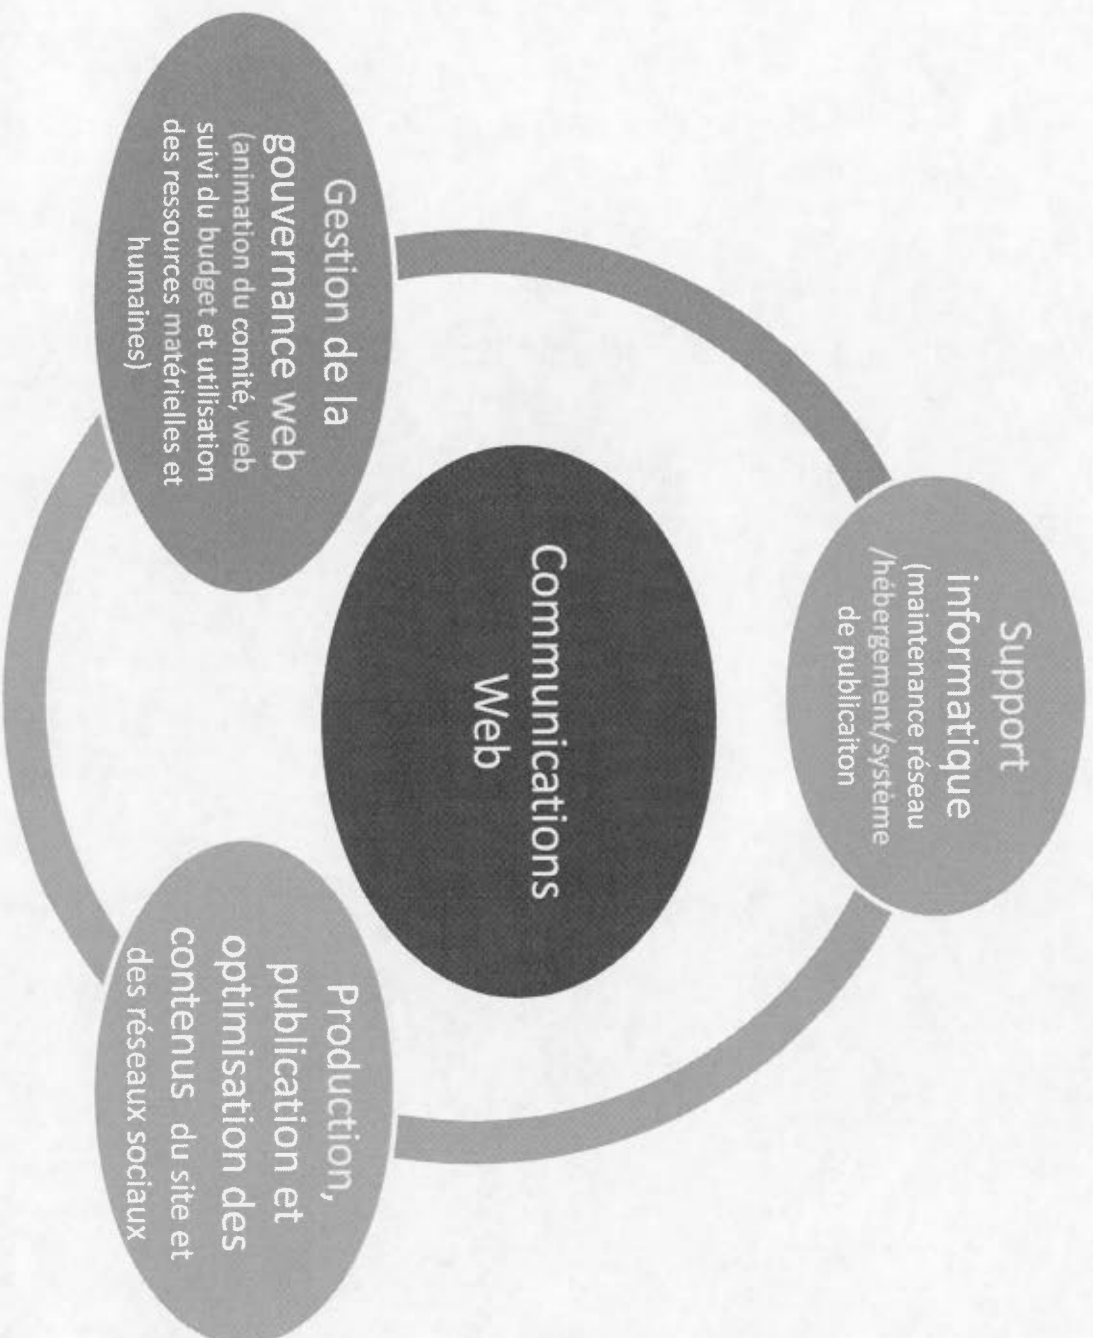 Support
informatique
(maintenance réseau
/hébergement/système
de publicaiton
Communications
Web
Gestion de la
gouvernance web
(animation du comité, web
suivi du budget et utilisation
des ressources matérielles et
humaines)
Production,
publication et
optimisation des
contenus du site et
des réseaux sociaux